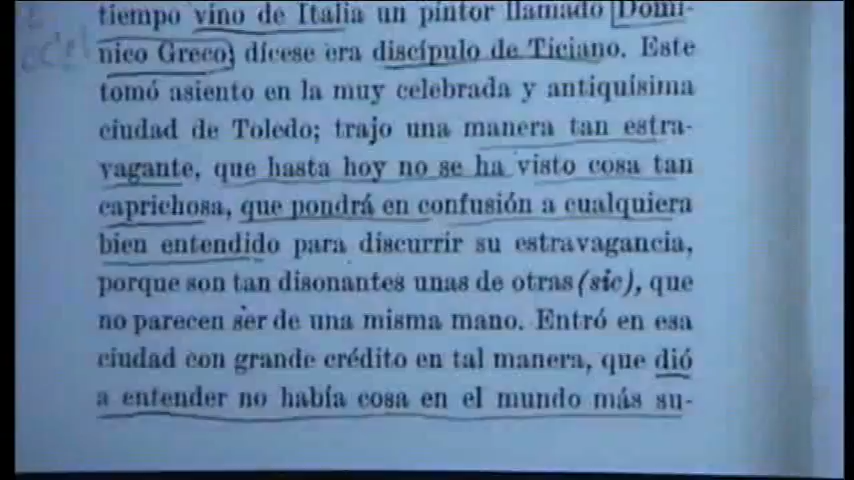 tiempo vino de Italia un pintor llamado Domi-
nico Greco; dícese era discípulo de Ticiano. Este
tomó asiento en la muy celebrada y antiquísima
ciudad de Toledo; trajo una manera tan estra-
vagante, que hasta hoy no se ha visto cosa tan
caprichosa, que pondrá en confusión a cualquiera
bien entendido para discurrir su estravagancia,
porque son tan disonantes unas de otras (sic), que
no parecen ser de una misma mano. Entró en esa
ciudad con grande crédito en tal manera, que dió
a entender no había cosa en el mundo más su-